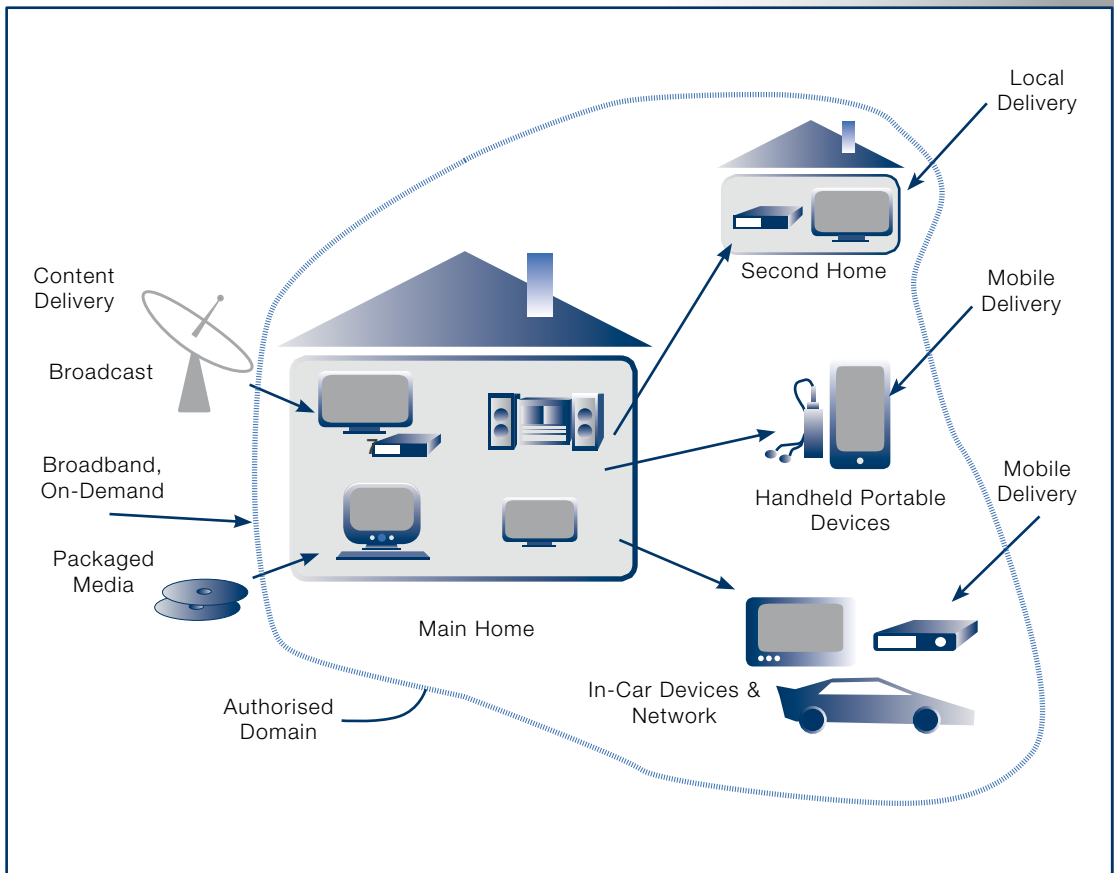 Local
Delivery
Second Home
Content
Delivery
Mobile
Delivery
Broadcast
7
Broadband,
On-Demand
Mobile
Delivery
Handheld Portable
Devices
Packaged
Media
Main Home
In-Car Devices &
Network
Authorised
Domain